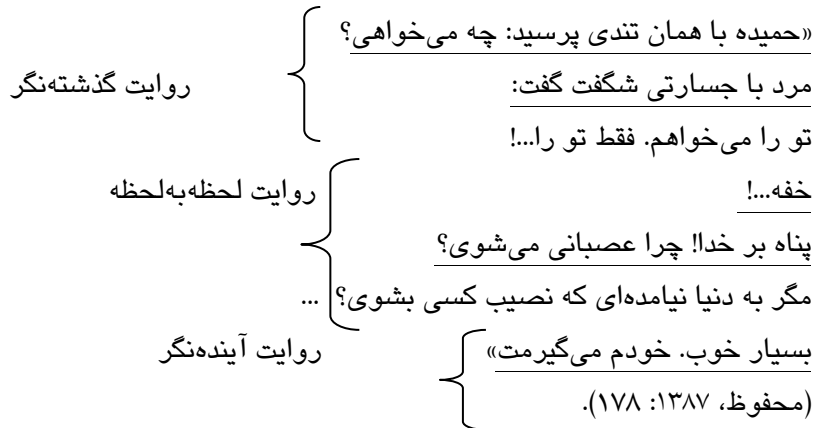 «حمیده با همان تندی پرسید: چه می‌خواهی؟
مرد با جسارتی شگفت گفت:
روایت گذشته‌نگر
تو را می‌خواهم. فقط تو را...!
خفه...!
روایت لحظه‌به‌لحظه
پناه بر خدا! چرا عصبانی می‌شوی؟
مگر به دنیا نیامده‌ای که نصیب کسی بشوی؟ ...
بسیار خوب. خودم می‌گیرمت»
روایت آینده‌نگر
(محفوظ، ۱۳۸۷: ۱۷۸).